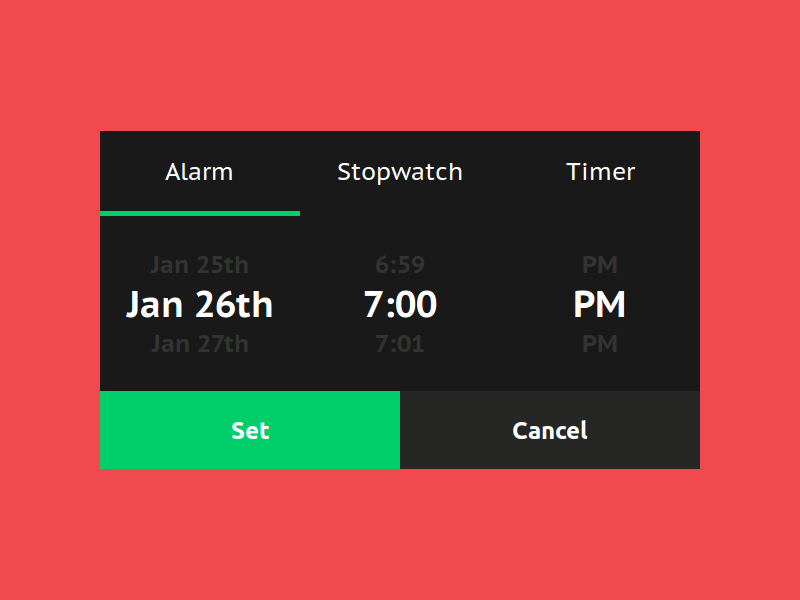 Alarm Stopwatch Timer
Jan 25th 6:59 PM
Jan 26th 7:00 PM
Jan 27th 7:01 PM
Set Cancel